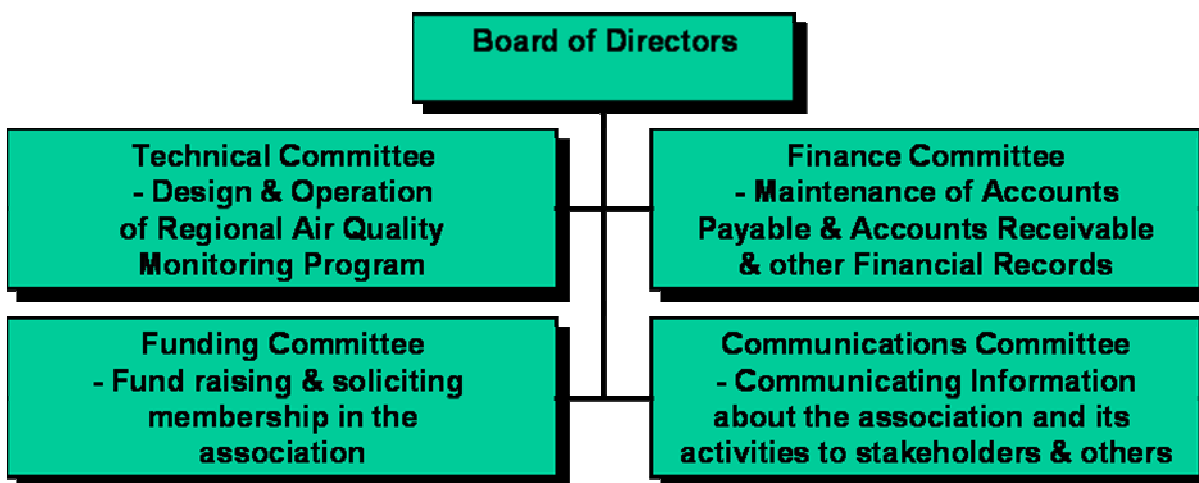 Board of Directors
Technical Committee
- Design & Operation
of Regional Air Quality
Monitoring Program
Finance Committee
- Maintenance of Accounts
Payable & Accounts Receivable
& other Financial Records
Funding Committee
- Fund raising & soliciting
membership in the
association
Communications Committee
- Communicating Information
about the association and its
activities to stakeholders & others